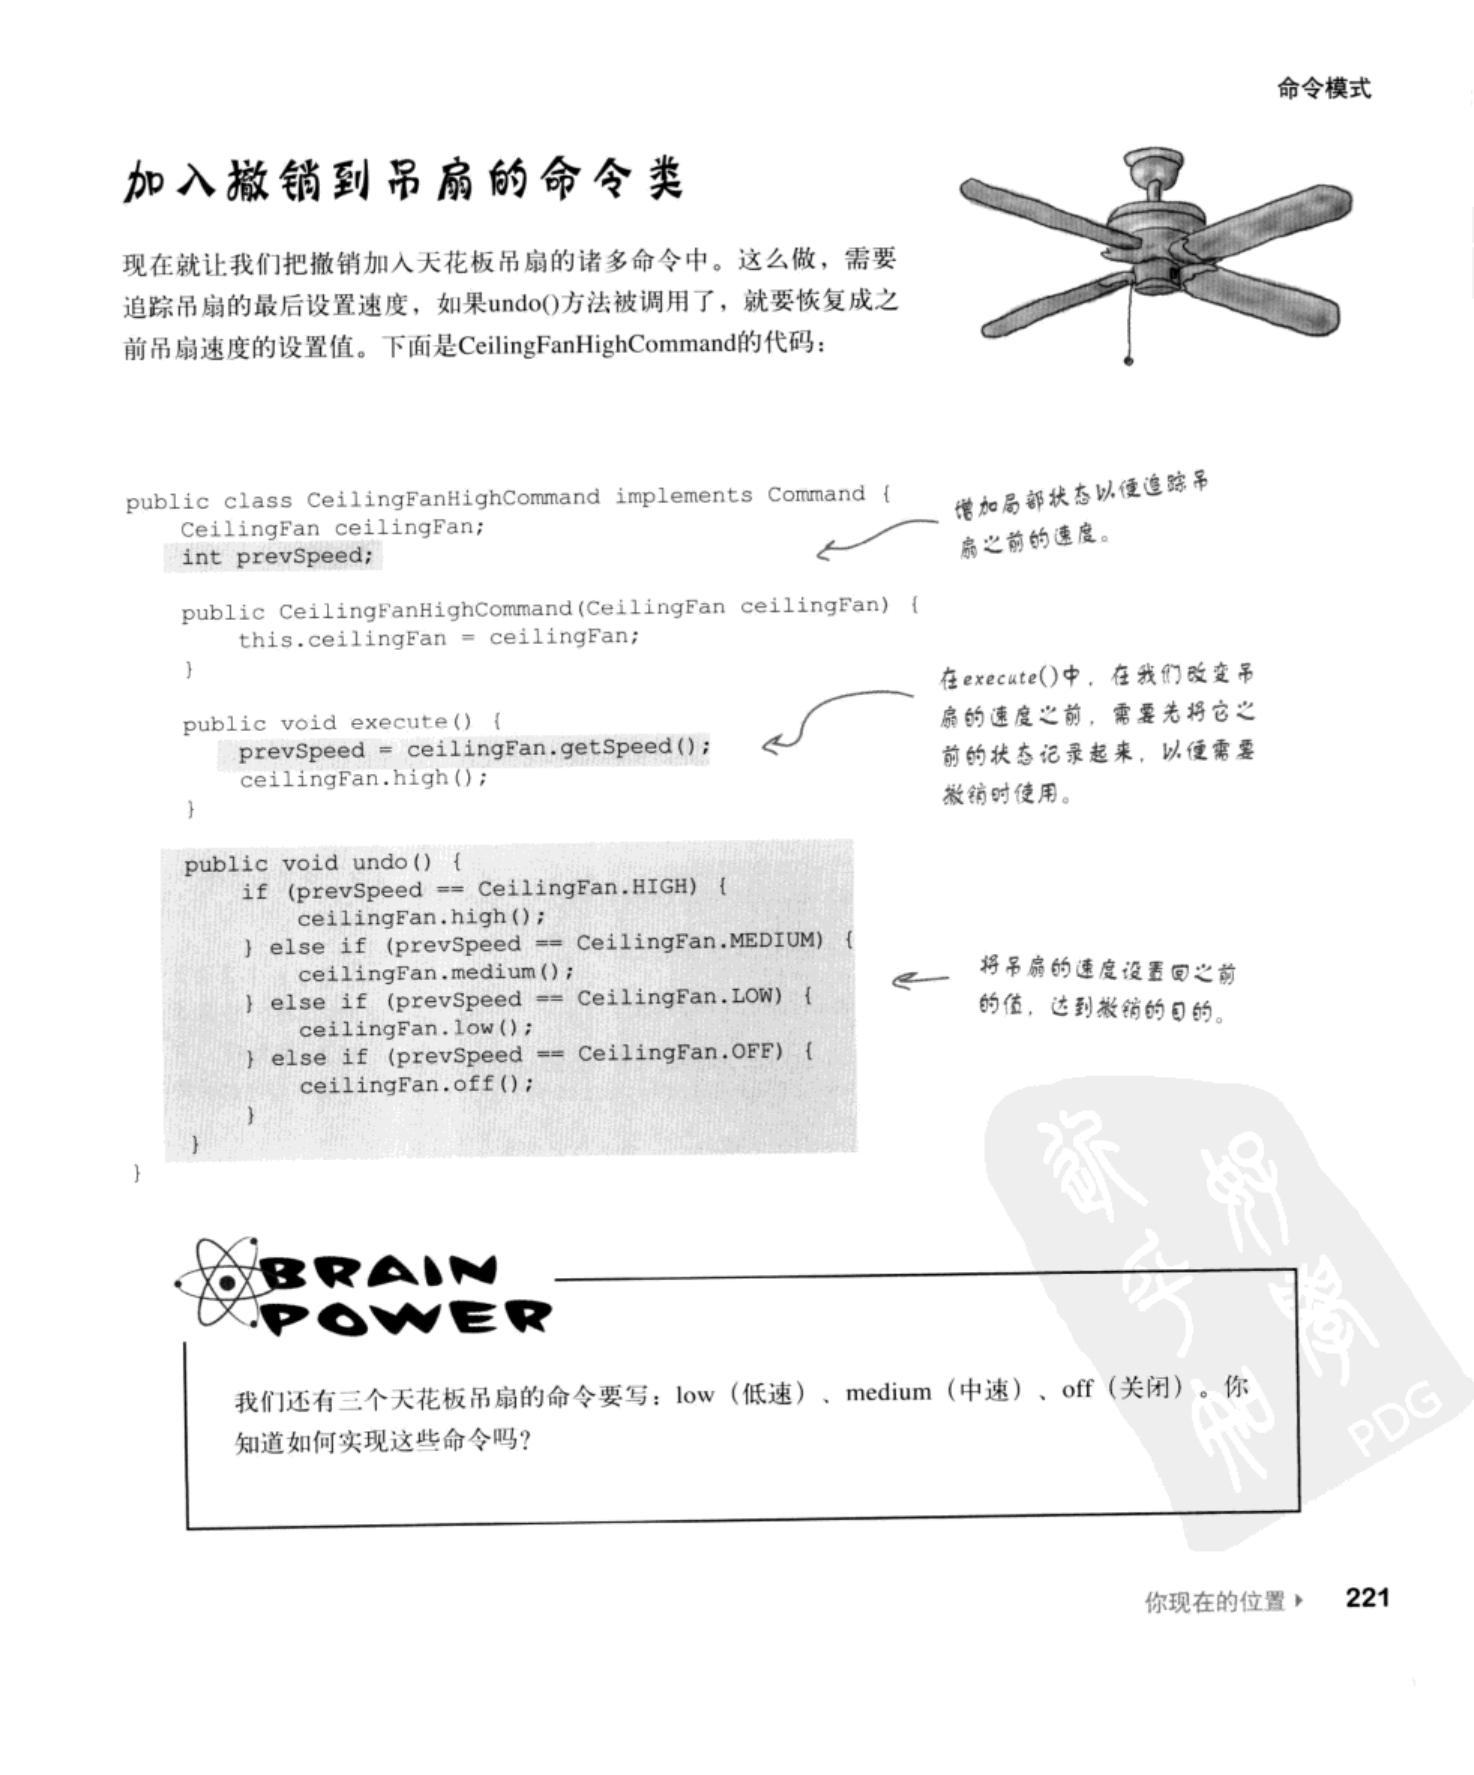 命令模式
加入撤销到吊扇的命令类
现在就让我们把撤销加入天花板吊扇的诸多命令中。这么做，需要
追踪吊扇的最后设置速度，如果undo()方法被调用了，就要恢复成之
前吊扇速度的设置值。下面是CeilingFanHighCommand的代码：
public class CeilingFanHighCommand implements Command {
CeilingFan ceilingFan;
int prevSpeed;
增加局部状态以便追踪吊
扇之前的速度。
public CeilingFanHighCommand(CeilingFan ceilingFan) {
this.ceilingFan = ceilingFan;
}
public void execute() {
prevSpeed = ceilingFan.getSpeed();
ceilingFan.high();
}
在execute()中，在我们改变吊
扇的速度之前，需要先将它之
前的状态记录起来，以便需要
撤销时使用。
public void undo() {
if (prevSpeed == CeilingFan.HIGH) {
ceilingFan.high();
} else if (prevSpeed == CeilingFan.MEDIUM) {
ceilingFan.medium();
} else if (prevSpeed == CeilingFan.LOW) {
ceilingFan.low();
} else if (prevSpeed == CeilingFan.OFF) {
ceilingFan.off();
}
}
}
将吊扇的速度设置回之前
的值，达到撤销的目的。
BRAIN
POWER
我们还有三个天花板吊扇的命令要写：low（低速）、medium（中速）、off（关闭）。你
知道如何实现这些命令吗？
PDG
你现在的位置 221